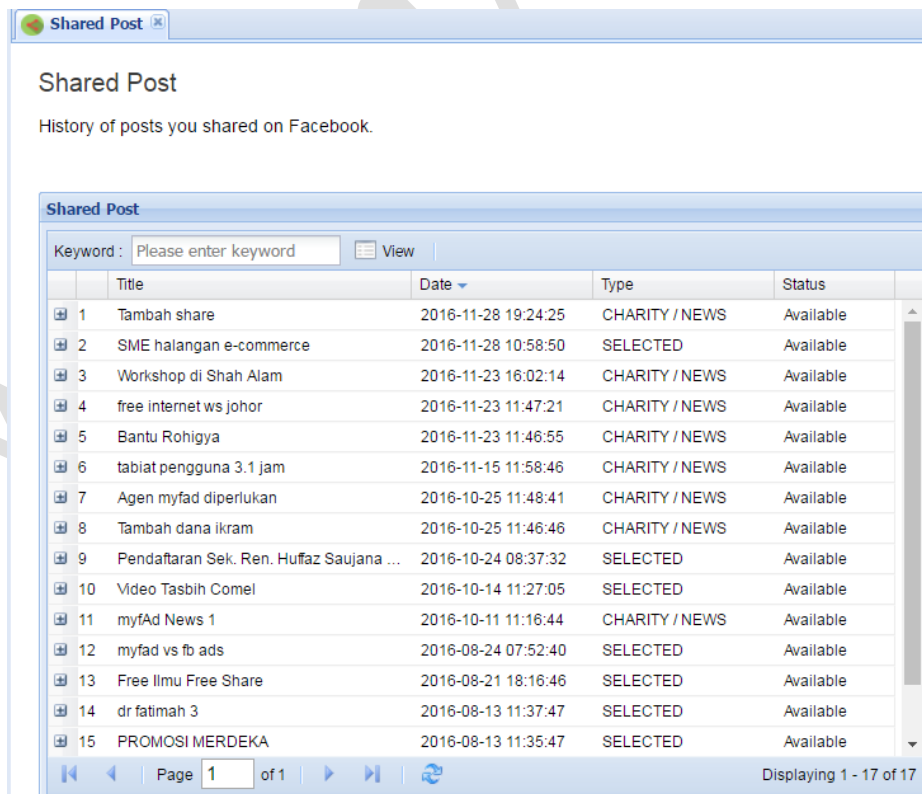 Shared Post
Shared Post
History of posts you shared on Facebook.
Shared Post
Keyword : Please enter keyword View
Title Date Type Status
1 Tambah share 2016-11-28 19:24:25 CHARITY / NEWS Available
2 SME halangan e-commerce 2016-11-28 10:58:50 SELECTED Available
3 Workshop di Shah Alam 2016-11-23 16:02:14 CHARITY / NEWS Available
4 free internet ws johor 2016-11-23 11:47:21 CHARITY / NEWS Available
5 Bantu Rohigya 2016-11-23 11:46:55 CHARITY / NEWS Available
6 tabiat pengguna 3.1 jam 2016-11-15 11:58:46 CHARITY / NEWS Available
7 Agen myfad diperlukan 2016-10-25 11:48:41 CHARITY / NEWS Available
8 Tambah dana ikram 2016-10-25 11:46:46 CHARITY / NEWS Available
9 Pendaftaran Sek. Ren. Huffaz Saujana ... 2016-10-24 08:37:32 SELECTED Available
10 Video Tasbih Comel 2016-10-14 11:27:05 SELECTED Available
11 myfAd News 1 2016-10-11 11:16:44 CHARITY / NEWS Available
12 myfad vs fb ads 2016-08-24 07:52:40 SELECTED Available
13 Free Ilmu Free Share 2016-08-21 18:16:46 SELECTED Available
14 dr fatimah 3 2016-08-13 11:37:47 SELECTED Available
15 PROMOSI MERDEKA 2016-08-13 11:35:47 SELECTED Available
Page 1 of 1 Displaying 1 - 17 of 17